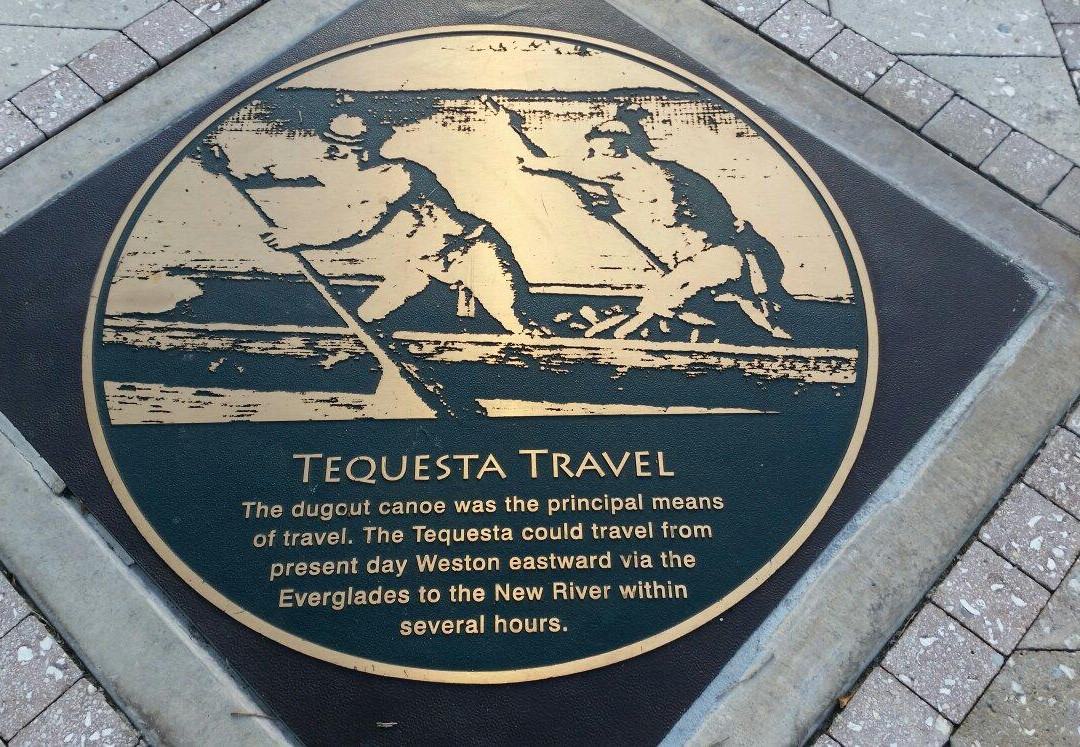 Tequesta Travel
The dugout canoe was the principal means
of travel. The Tequesta could travel from
present day Weston eastward via the
Everglades to the New River within
several hours.